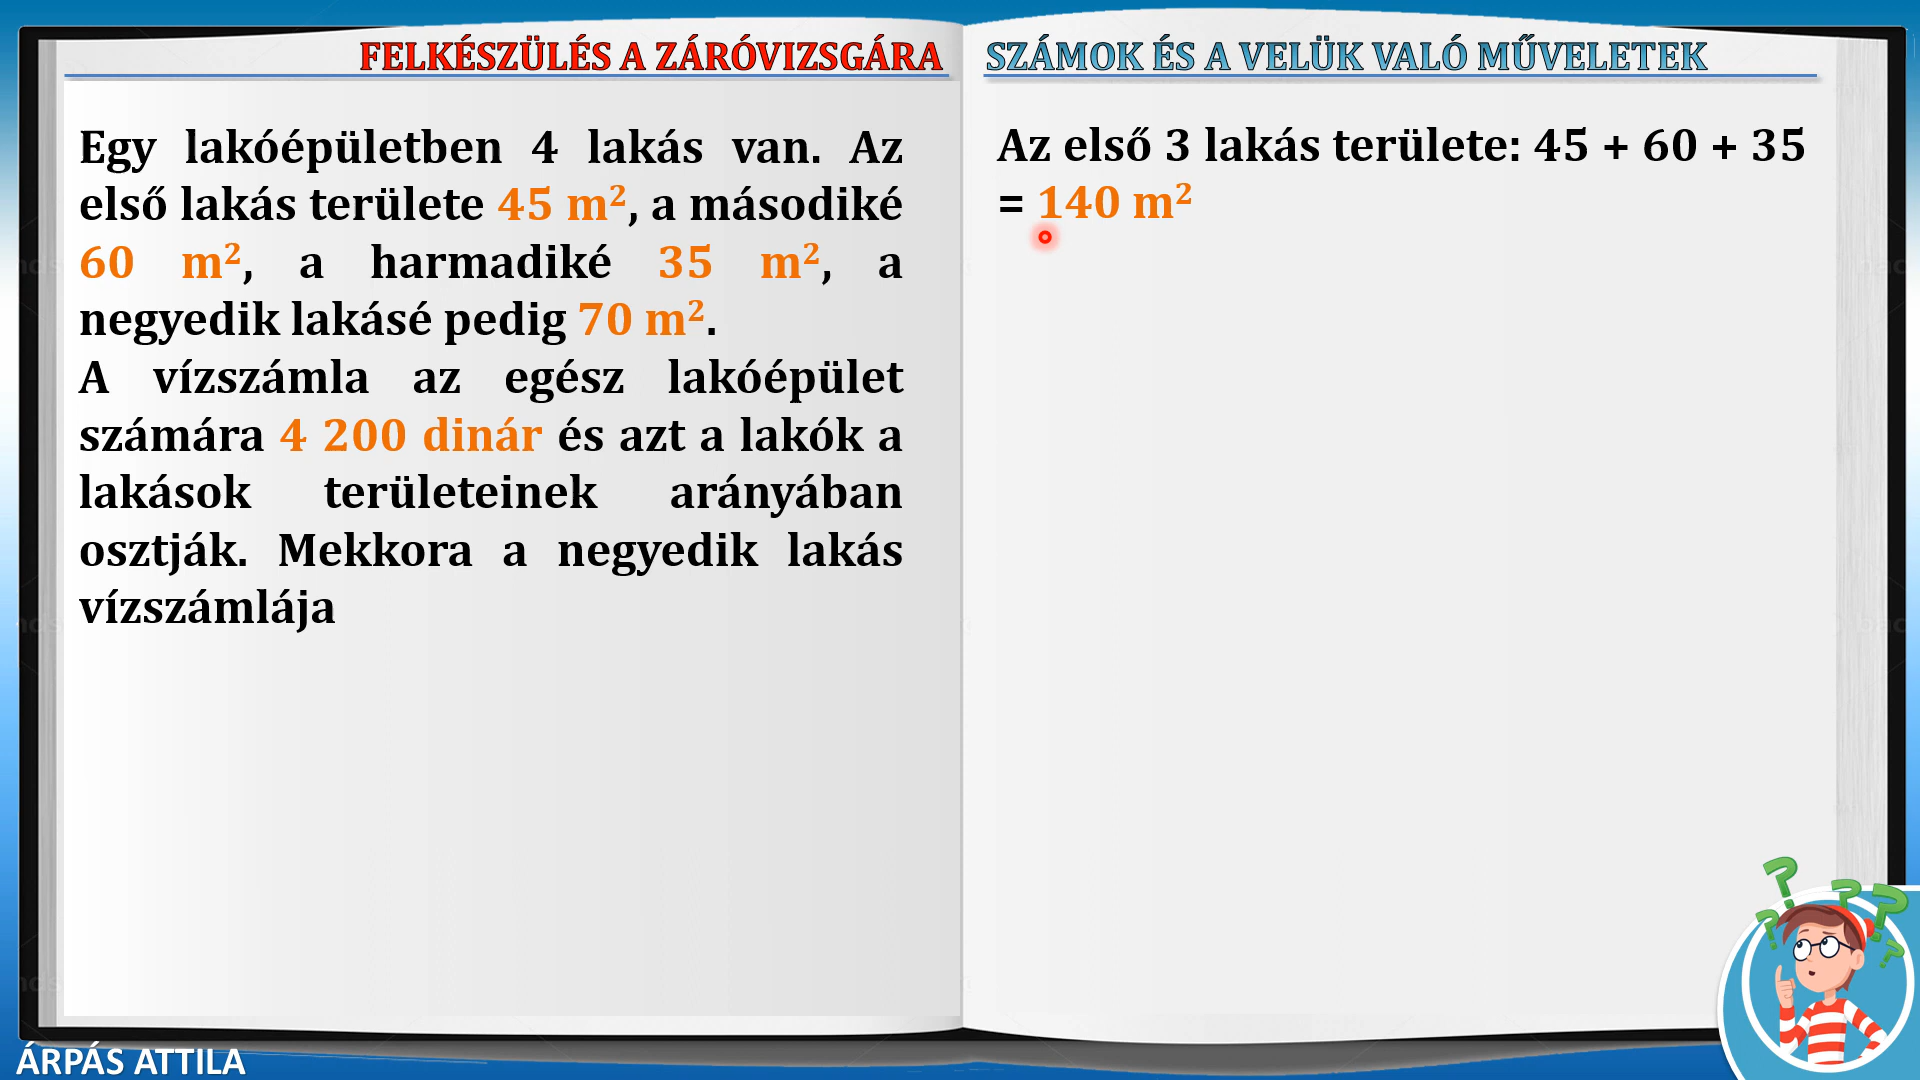 FELKÉSZÜLÉS A ZÁRÓVIZSGÁRA
Egy lakóépületben 4 lakás van. Az
első lakás területe 45 m², a másodiké
60 m², a harmadiké 35 m², a
negyedik lakásé pedig 70 m².
A vízszámla az egész lakóépület
számára 4 200 dinár és azt a lakók a
lakások területeinek arányában
osztják. Mekkora a negyedik lakás
vízszámlája
SZÁMOK ÉS A VELÜK VALÓ MŰVELETEK
Az első 3 lakás területe: 45 + 60 + 35
= 140 m²
ÁRPÁS ATTILA